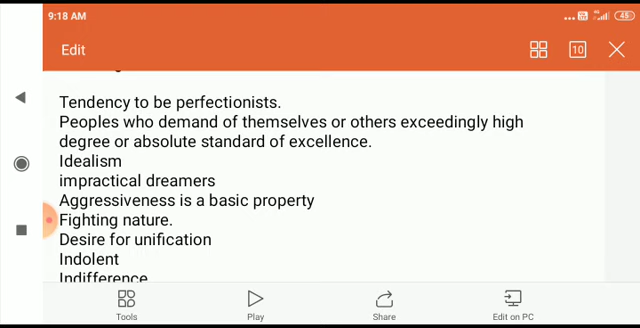 9:18 AM
45
Edit
10
Tendency to be perfectionists.
Peoples who demand of themselves or others exceedingly high
degree or absolute standard of excellence.
Idealism
impractical dreamers
Aggressiveness is a basic property
Fighting nature.
Desire for unification
Indolent
Indifference
Tools
Play
Share
Edit on PC